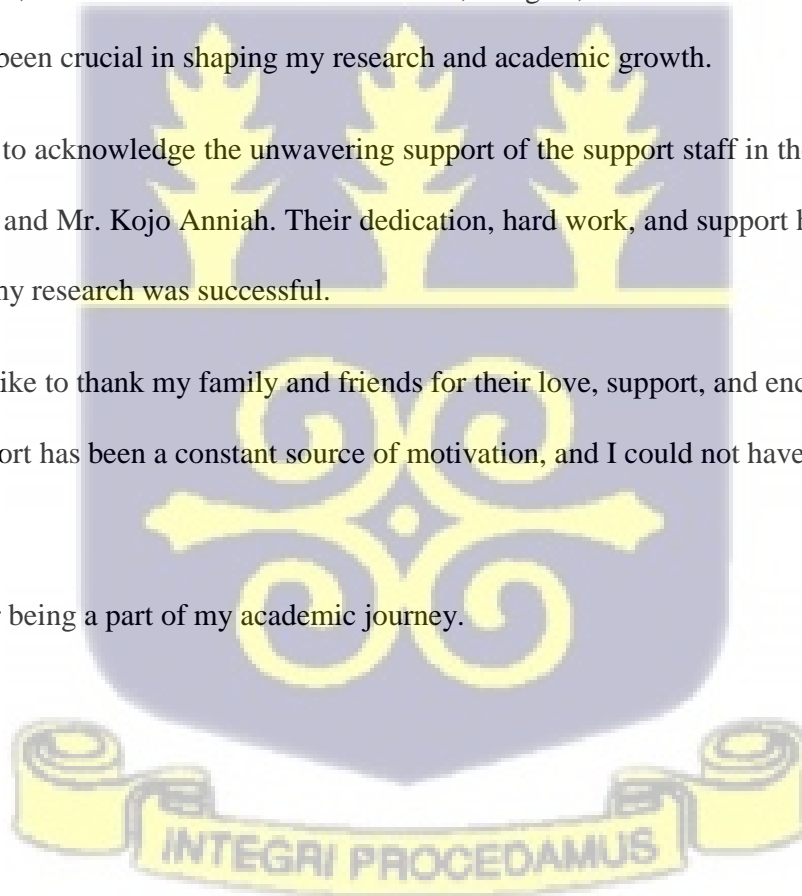 been crucial in shaping my research and academic growth.
to acknowledge the unwavering support of the support staff in th
and Mr. Kojo Anniah. Their dedication, hard work, and support
my research was successful.
like to thank my family and friends for their love, support, and enc
ort has been a constant source of motivation, and I could not have
being a part of my academic journey.
INTEGRI PROCEDAMUS